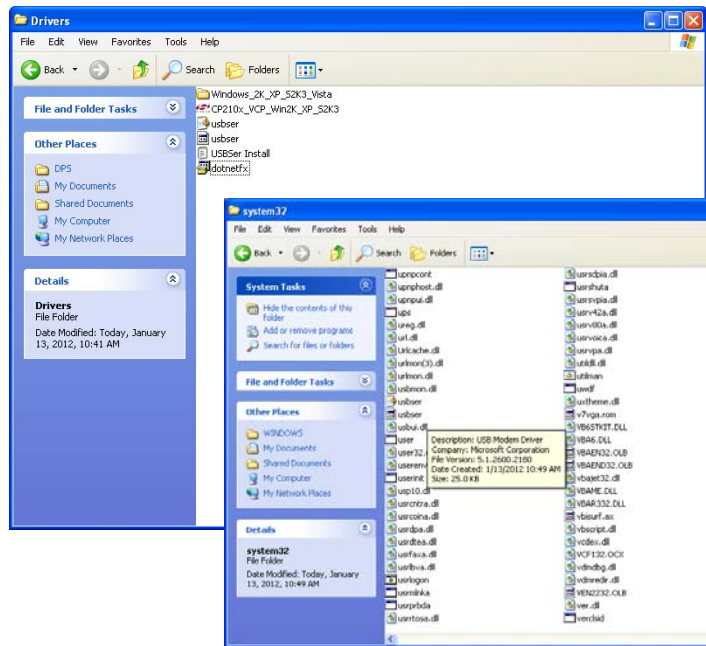 Drivers
File Edit View Favorites Tools Help
Back Search Folders
File and Folder Tasks
Other Places
DPS
My Documents
Shared Documents
My Computer
My Network Places
Details
Drivers
File Folder
Date Modified: Today, January
13, 2012, 10:41 AM
Windows_2K_XP_S2K3_Vista
CP210x_VCP_Win2K_XP_S2K3
usbser
usbser
USBSer Install
dotnetfx
system32
File Edit View Favorites Tools Help
Back Search Folders
System Tasks
Hide the contents of this
folder
Add or remove programs
Search for files or folders
File and Folder Tasks
Other Places
WINDOWS
My Documents
Shared Documents
My Computer
My Network Places
Details
system32
File Folder
Date Modified: Today, January
13, 2012, 10:49 AM
upnpcont
upnphost.dll
upnpui.dll
ups
ureg.dll
url.dll
Urlcache.dll
urlmon(3).dll
urlmon.dll
usbmon.dll
usbser
usbser
usbui.dll
user
user32.
userenv
userinit
usp10.dl
usrcntra.dll
usrcoina.dll
usrdpa.dll
usrdtea.dll
usrfaxa.dll
usrlbva.dll
usrlogon
usrmlnka
usrprbda
usrrtosa.dll
Description: USB Modem Driver
Company: Microsoft Corporation
File Version: 5.1.2600.2180
Date Created: 1/13/2012 10:49 AM
Size: 25.0 KB
usrsdpia.dll
usrshuta
usrsvpia.dll
usrv42a.dll
usrv80a.dll
usrvoica.dll
usrvpa.dll
utildll.dll
utilman
uwdf
uxtheme.dll
v7vga.rom
VB6STKIT.DLL
VBA6.DLL
VBAEN32.OLB
VBAEND32.OLB
vbajet32.dll
VBAME.DLL
VBAR332.DLL
vbisurf.ax
vbscript.dll
vcdex.dll
VCF132.OCX
vdmdbg.dll
vdmredir.dll
VEN2232.OLB
ver.dll
verclsid